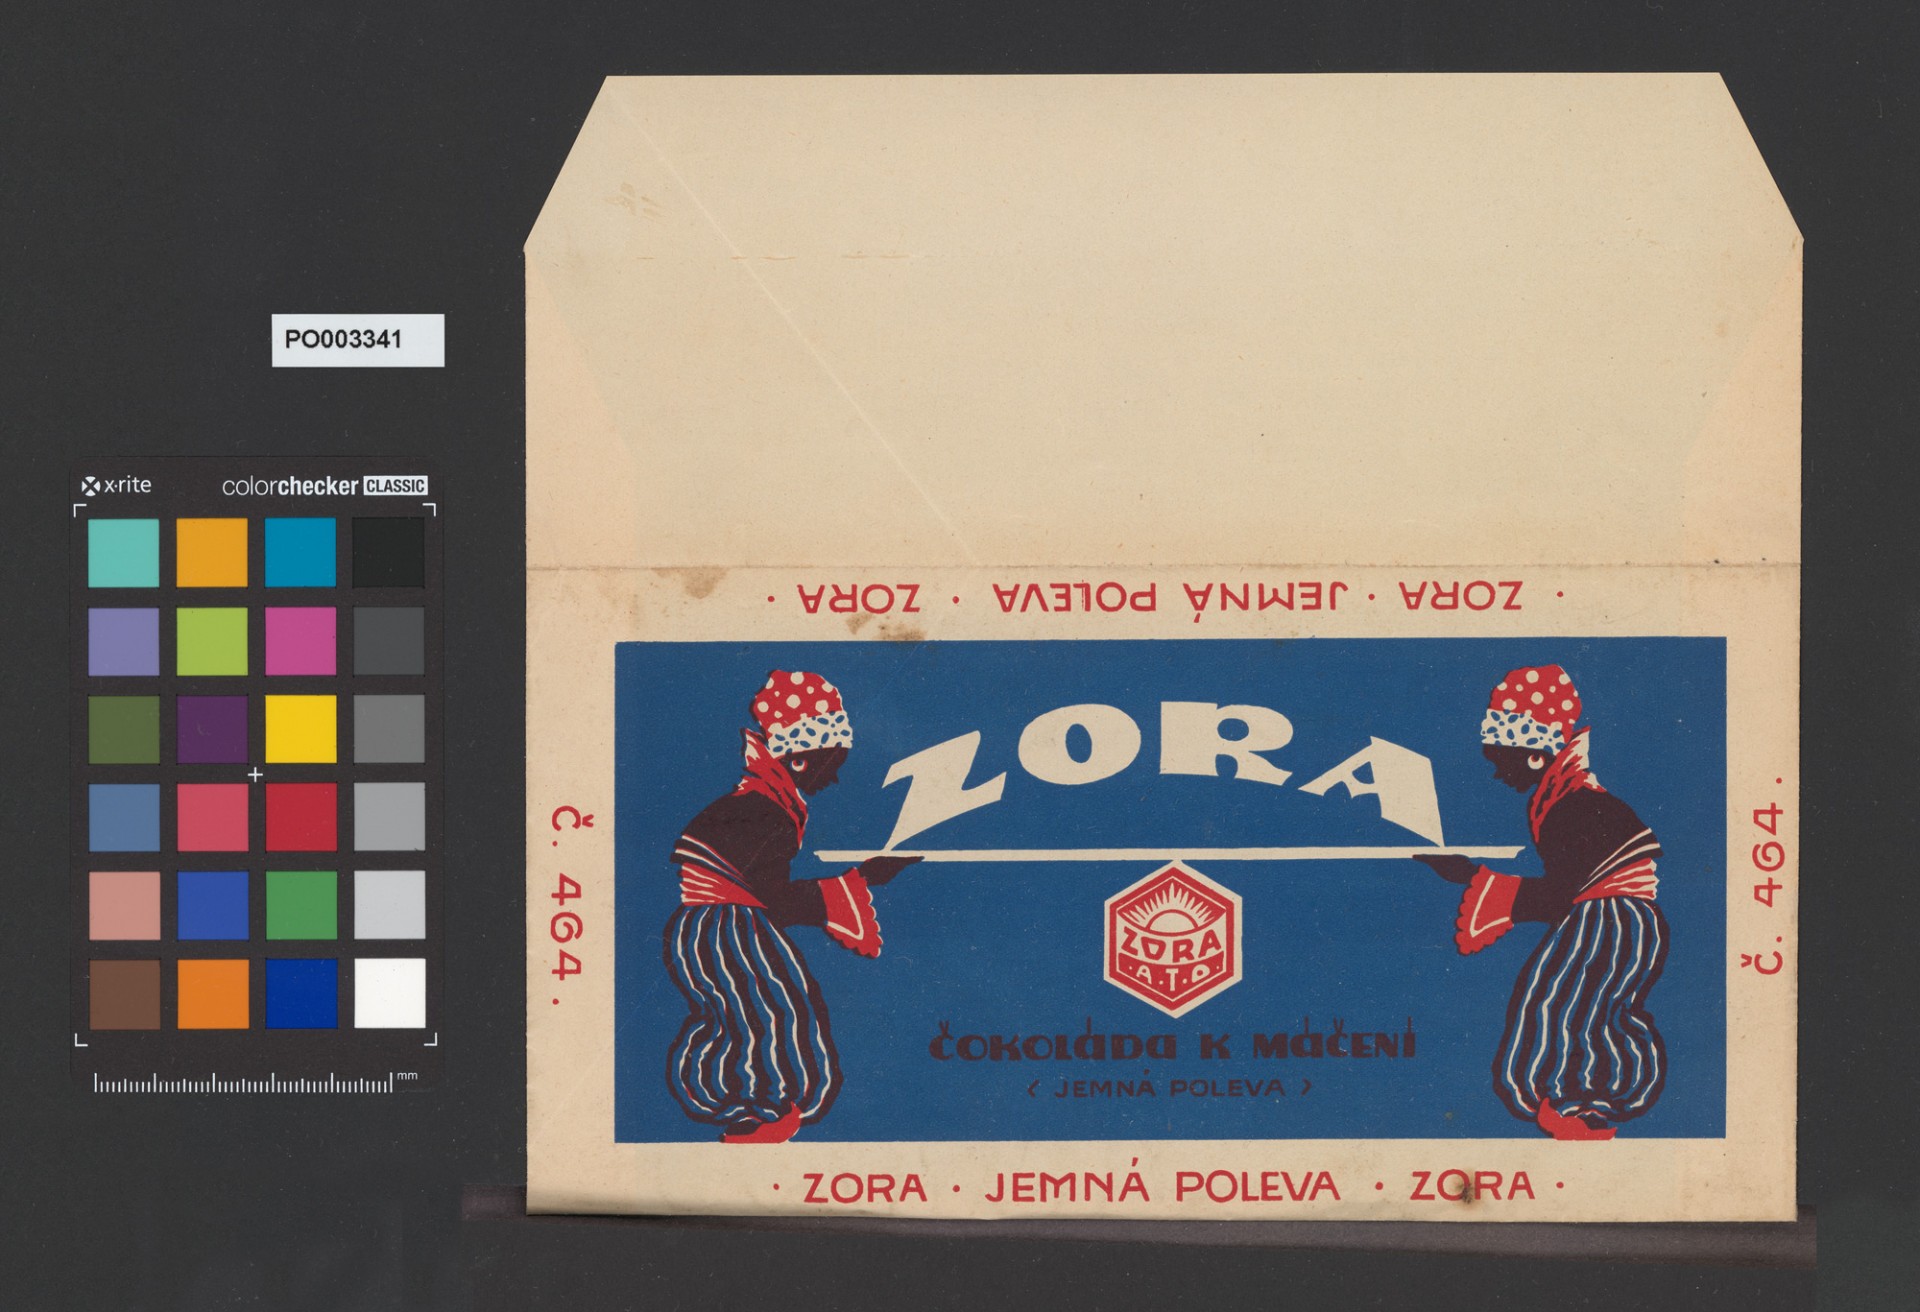 PO003341
x·rite colorchecker CLASSIC
mm
· ZORA · JEMNÁ POLEVA · ZORA ·
Č. 464.
Č. 464.
ZORA
ZORA
A.T.D.
ČOKOLÁDA K MÁČENÍ
< JEMNÁ POLEVA >
· ZORA · JEMNÁ POLEVA · ZORA ·